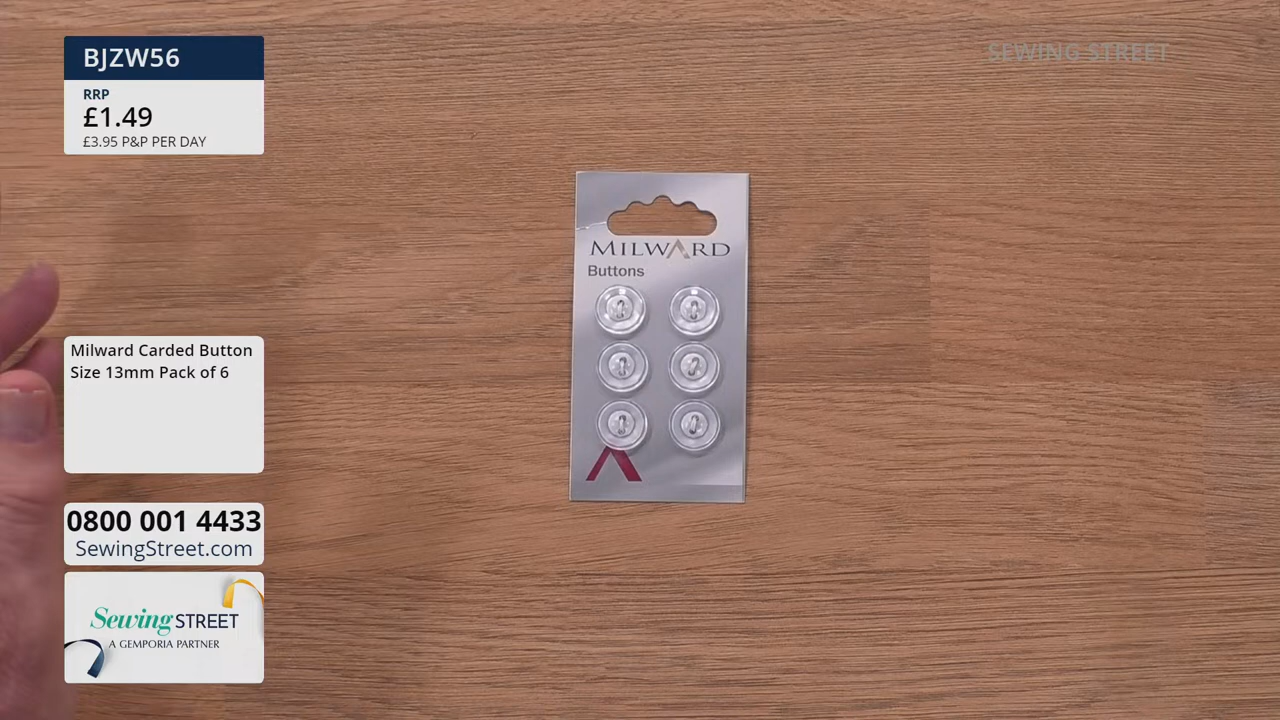 BJZW56
RRP
£1.49
£3.95 P&P PER DAY
SEWING STREET
MILWARD
Buttons
Milward Carded Button
Size 13mm Pack of 6
0800 001 4433
SewingStreet.com
Sewing STREET
A GEMPORIA PARTNER